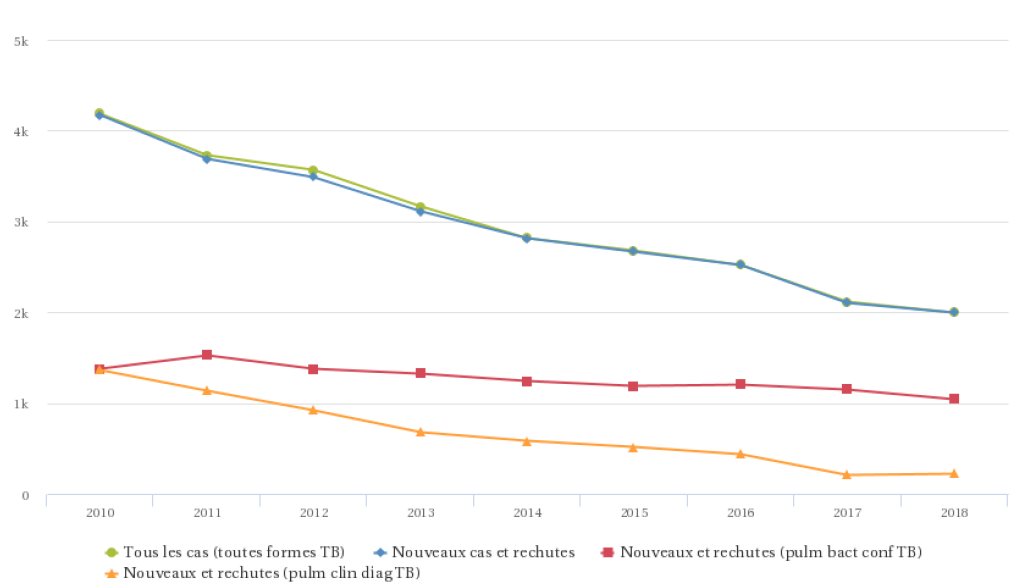 5k
4k
3k
2k
1k
0
2010 2011 2012 2013 2014 2015 2016 2017 2018
Tous les cas (toutes formes TB) Nouveaux cas et rechutes Nouveaux et rechutes (pulm bact conf TB)
Nouveaux et rechutes (pulm clin diag TB)